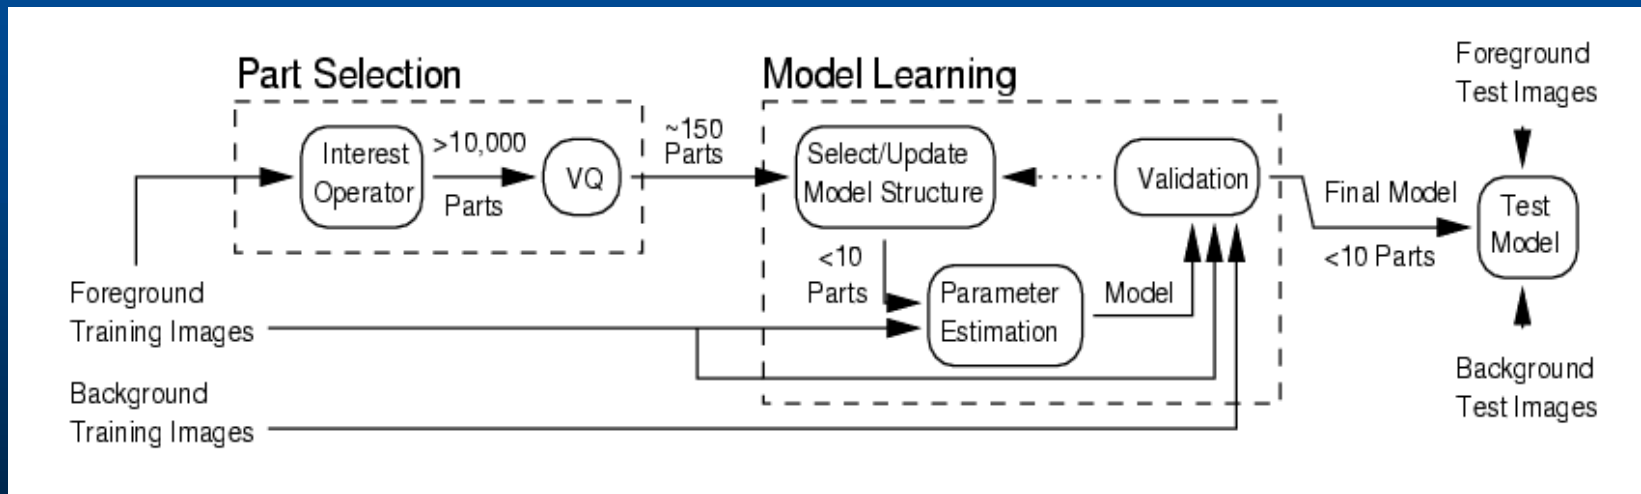 Part Selection
Interest
Operator
>10,000
Parts
VQ
~150
Parts
Model Learning
Select/Update
Model Structure
Validation
<10
Parts
Parameter
Estimation
Model
Final Model
<10 Parts
Foreground
Test Images
Test
Model
Background
Test Images
Foreground
Training Images
Background
Training Images